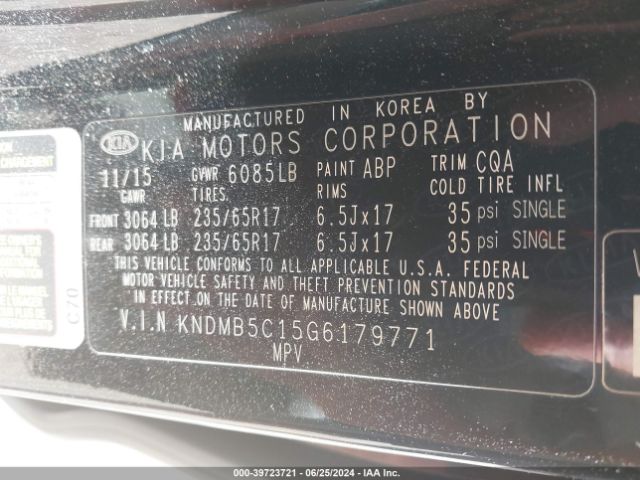 MANUFACTURED IN KOREA BY
KIA KIA MOTORS CORPORATION
11/15 GVWR 6085LB PAINT ABP TRIM CQA
GAWR TIRES. RIMS COLD TIRE INFL
FRONT 3064 LB 235/65R17. 6.5Jx17 35 psi SINGLE
REAR 3064 LB 235/65R17 6.5Jx17 35 psi SINGLE
THIS VEHICLE CONFORMS TO ALL APPLICABLE U.S.A. FEDERAL
MOTOR VEHICLE SAFETY AND THEFT PREVENTION STANDARDS
IN EFFECT ON THE DATE OF MANUFACTURE SHOWN ABOVE
V.I.N KNDMB5C15G6179771
MPV
C70
000-39723721 - 06/25/2024 - IAA Inc.